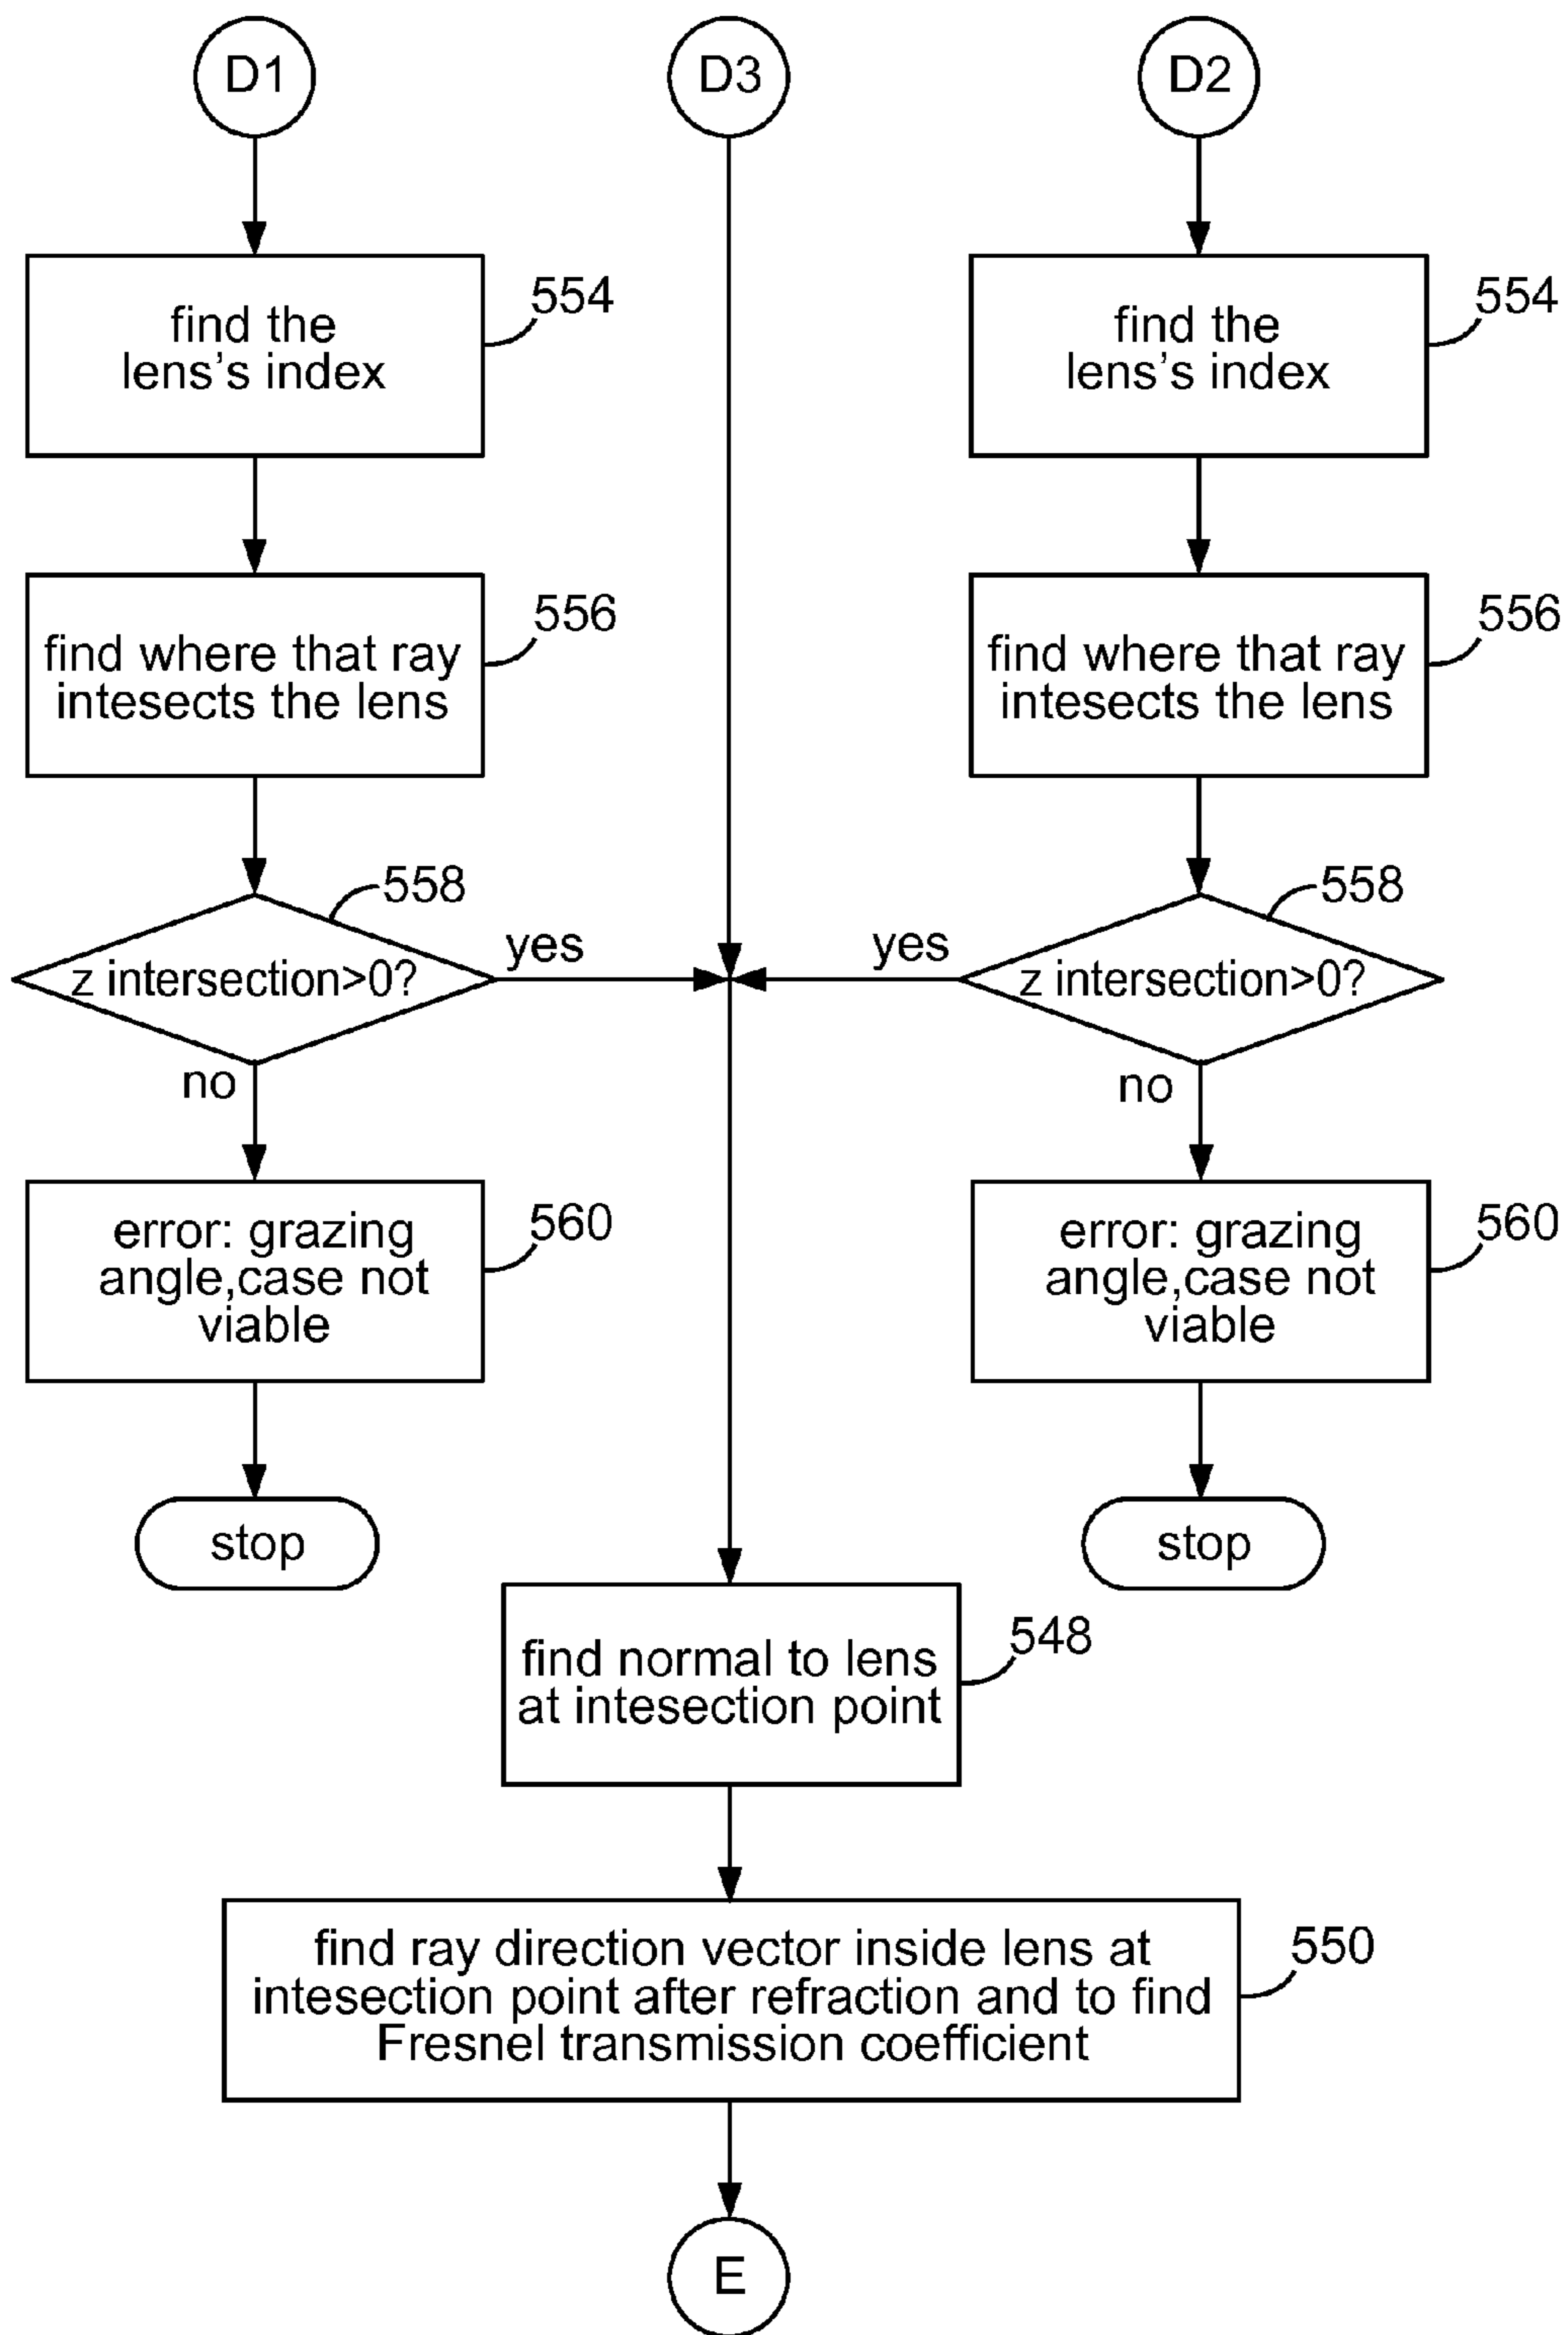 D1
D3
D2
find the
lens's index
554
find the
lens's index
554
find where that ray
intesects the lens
556
find where that ray
intesects the lens
556
558
z intersection>0?
yes
yes
558
z intersection>0?
no
no
error: grazing
angle,case not
viable
560
error: grazing
angle,case not
viable
560
stop
stop
find normal to lens
at intesection point
548
find ray direction vector inside lens at
intesection point after refraction and to find
Fresnel transmission coefficient
550
E